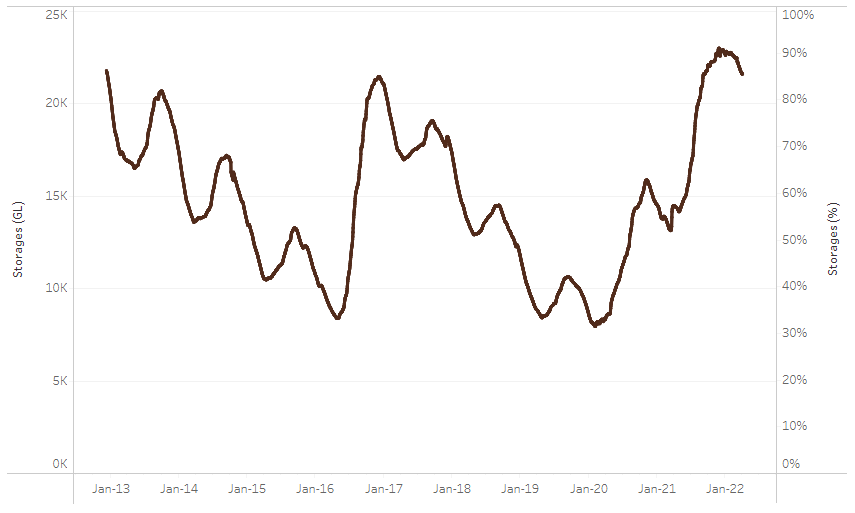 25K
20K
15K
10K
5K
0K
Storages (GL)
100%
90%
80%
70%
60%
50%
40%
30%
20%
10%
0%
Storages (%)
Jan-13 Jan-14 Jan-15 Jan-16 Jan-17 Jan-18 Jan-19 Jan-20 Jan-21 Jan-22